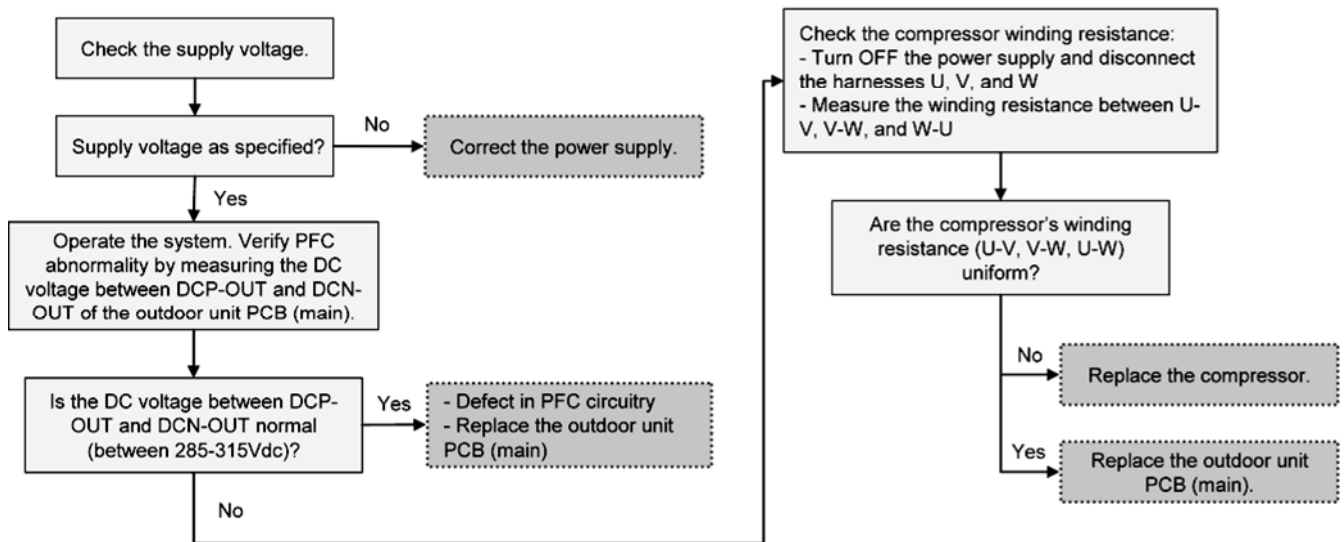 Check the supply voltage.
Supply voltage as specified?
No
Correct the power supply.
Yes
Operate the system. Verify PFC
abnormality by measuring the DC
voltage between DCP-OUT and DCN-
OUT of the outdoor unit PCB (main).
Is the DC voltage between DCP-
OUT and DCN-OUT normal
(between 285-315Vdc)?
Yes
- Defect in PFC circuitry
- Replace the outdoor unit
PCB (main)
No
Check the compressor winding resistance:
- Turn OFF the power supply and disconnect
the harnesses U, V, and W
- Measure the winding resistance between U-
V, V-W, and W-U
Are the compressor's winding
resistance (U-V, V-W, U-W)
uniform?
No
Replace the compressor.
Yes
Replace the outdoor unit
PCB (main).